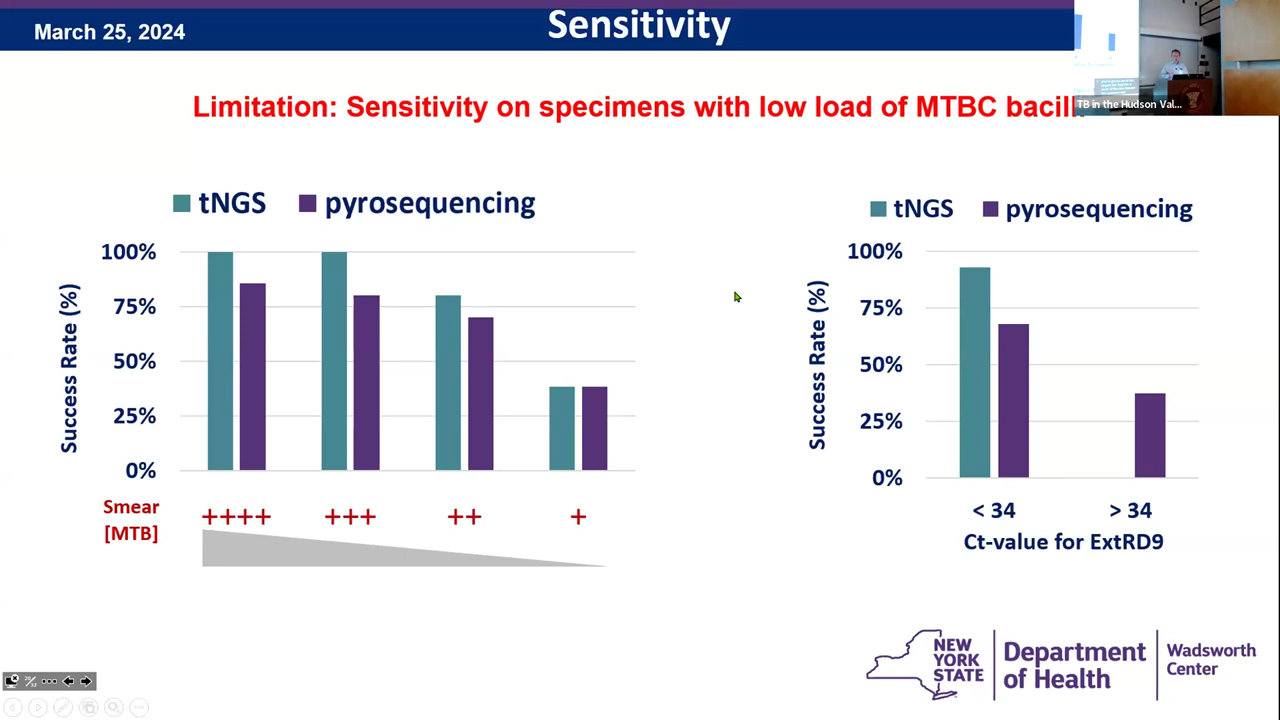 March 25, 2024
Sensitivity
TB in the Hudson Val...
Limitation: Sensitivity on specimens with low load of MTBC bacilli
tNGS pyrosequencing
100%
75%
50%
25%
0%
Success Rate (%)
Smear
[MTB]
++++ +++ ++ +
tNGS pyrosequencing
100%
75%
50%
25%
0%
Success Rate (%)
< 34 > 34
Ct-value for ExtRD9
NEW
YORK
STATE
Department
of Health
Wadsworth
Center